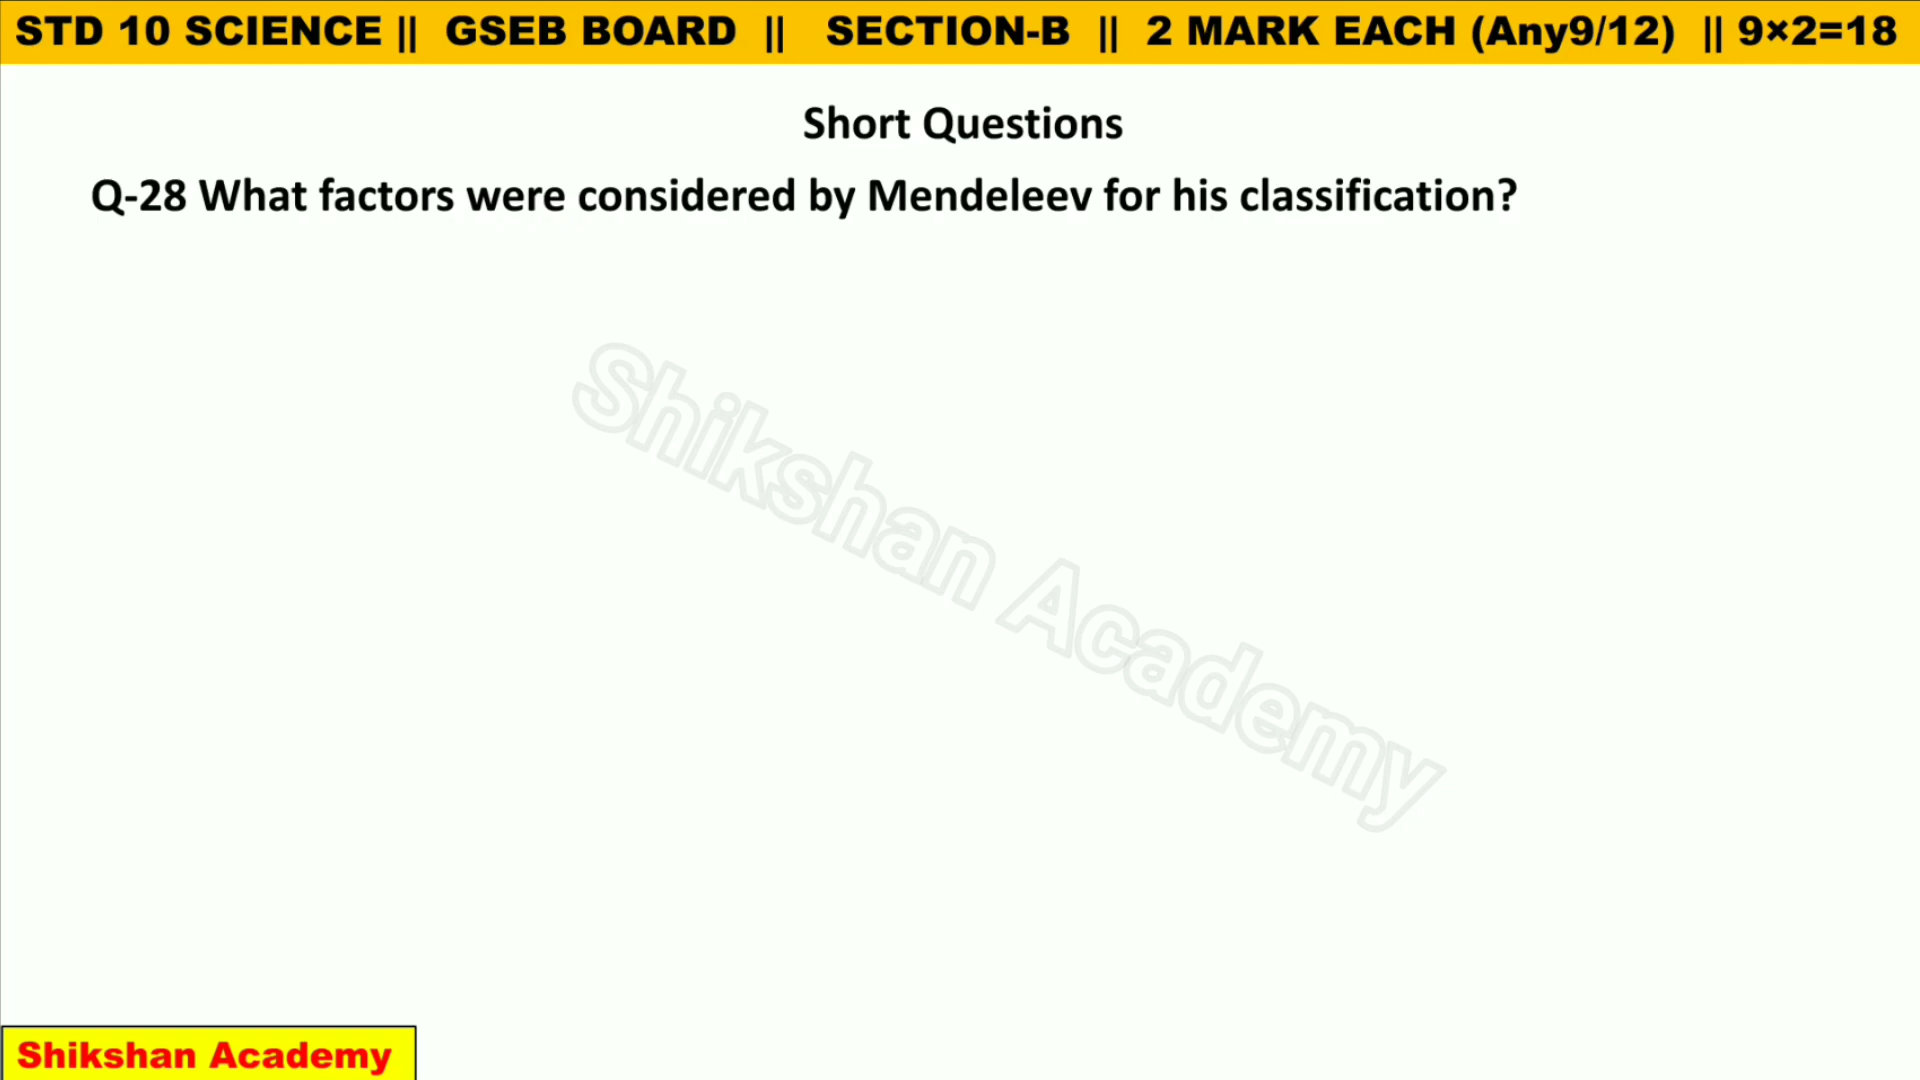 STD 10 SCIENCE || GSEB BOARD || SECTION-B || 2 MARK EACH (Any9/12) || 9×2=18
Short Questions
Q-28 What factors were considered by Mendeleev for his classification?
Shikshan Academy
Shikshan Academy